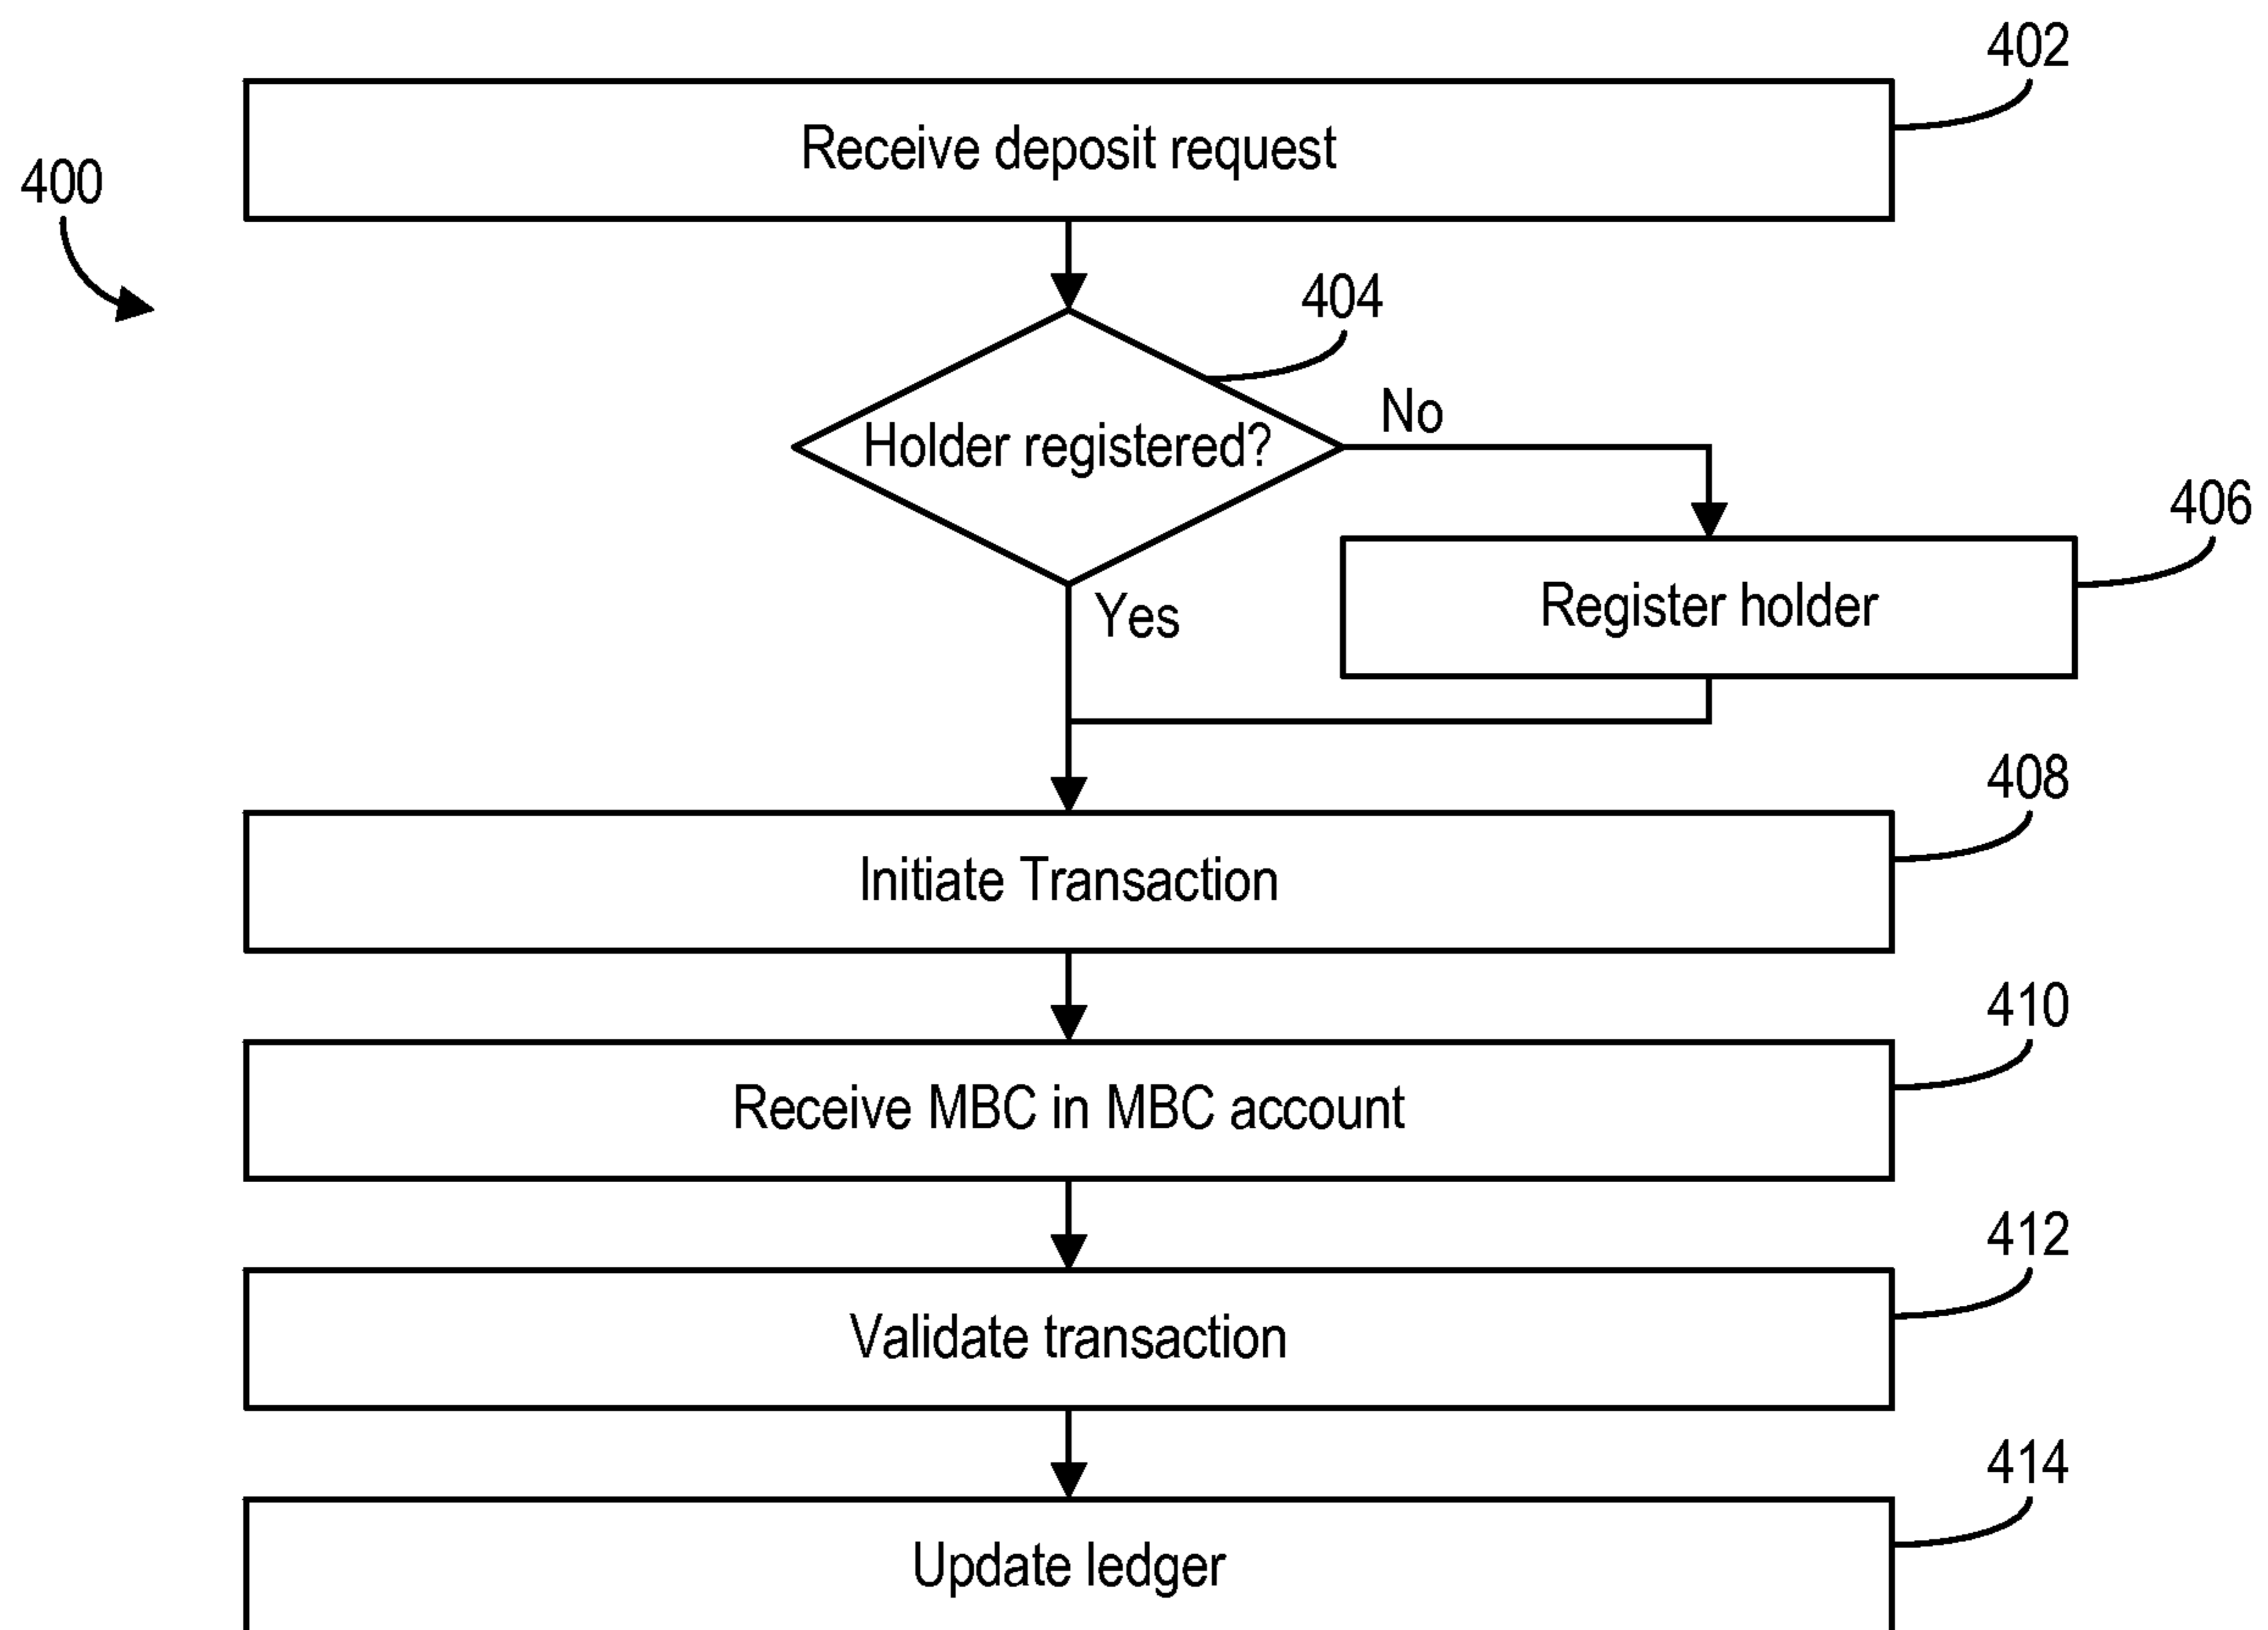 402
Receive deposit request
400
404
Holder registered?
No
406
Register holder
Yes
408
Initiate Transaction
410
Receive MBC in MBC account
412
Validate transaction
414
Update ledger